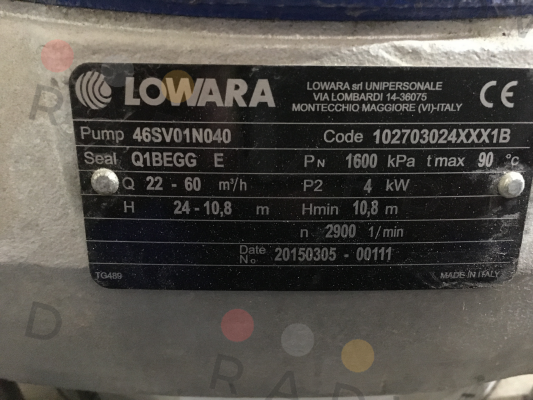 LOWARA
LOWARA srl UNIPERSONALE
VIA LOMBARDI 14-36075
MONTECCHIO MAGGIORE (VI)-ITALY
CE
Pump 46SV01N040 Code 102703024XXX1B
Seal Q1BEGG E PN 1600 kPa t max 90 °c
Q 22 - 60 m³/h P2 4 kW
H 24 - 10,8 m Hmin 10,8 m
n 2900 1/min
Date
No 20150305 - 00111
TG489 MADE IN ITALY